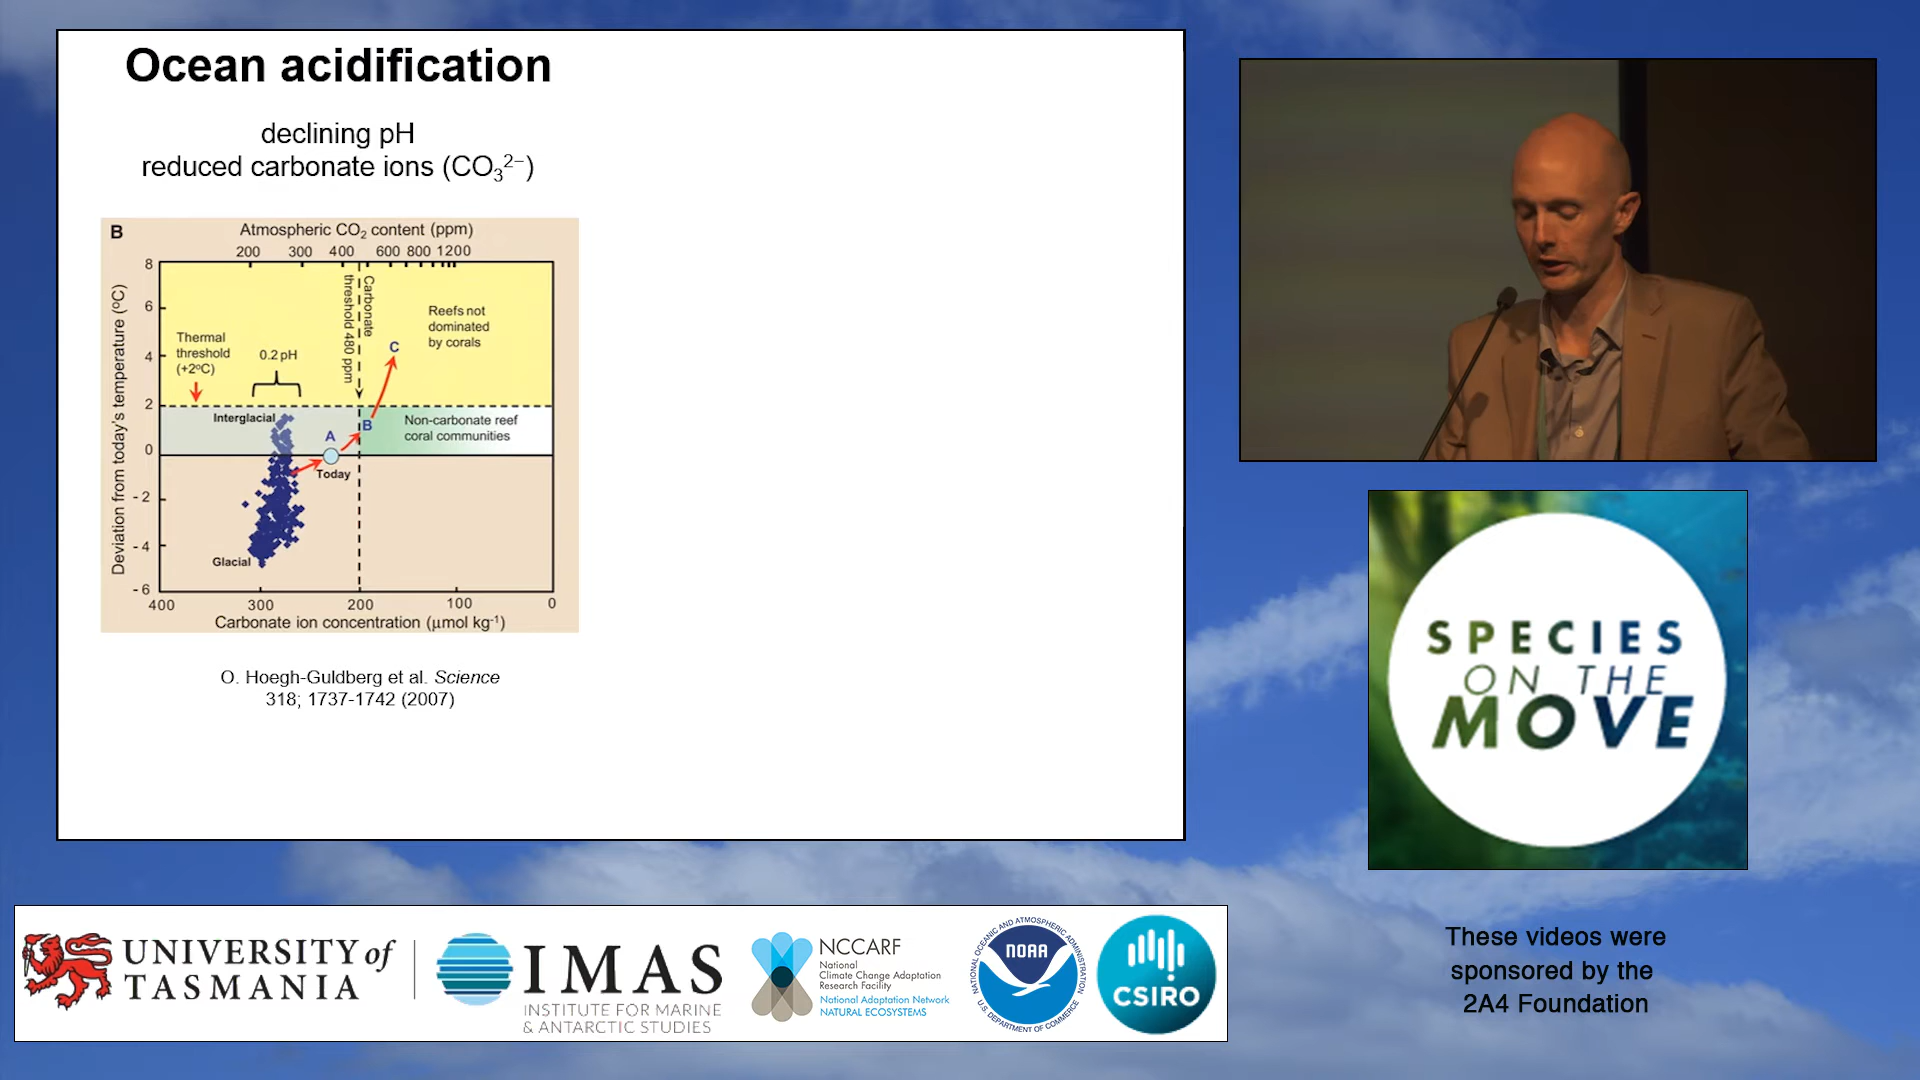 Ocean acidification
declining pH
reduced carbonate ions (CO₃²⁻)
B
Atmospheric CO₂ content (ppm)
200 300 400 600 800 1200
8
6
4
2
0
- 2
- 4
- 6
Deviation from today's temperature (ºC)
Thermal
threshold
(+2ºC)
0.2 pH
Carbonate
threshold 480 ppm
Reefs not
dominated
by corals
C
Interglacial
A
B
Non-carbonate reef
coral communities
Today
Glacial
400 300 200 100 0
Carbonate ion concentration (μmol kg⁻¹)
O. Hoegh-Guldberg et al. Science
318; 1737-1742 (2007)
SPECIES
ON THE
MOVE
UNIVERSITY of
TASMANIA
IMAS
INSTITUTE FOR MARINE
& ANTARCTIC STUDIES
NCCARF
National
Climate Change Adaptation
Research Facility
National Adaptation Network
NATURAL ECOSYSTEMS
NATIONAL OCEANIC AND ATMOSPHERIC ADMINISTRATION
NOAA
U.S. DEPARTMENT OF COMMERCE
CSIRO
These videos were
sponsored by the
2A4 Foundation